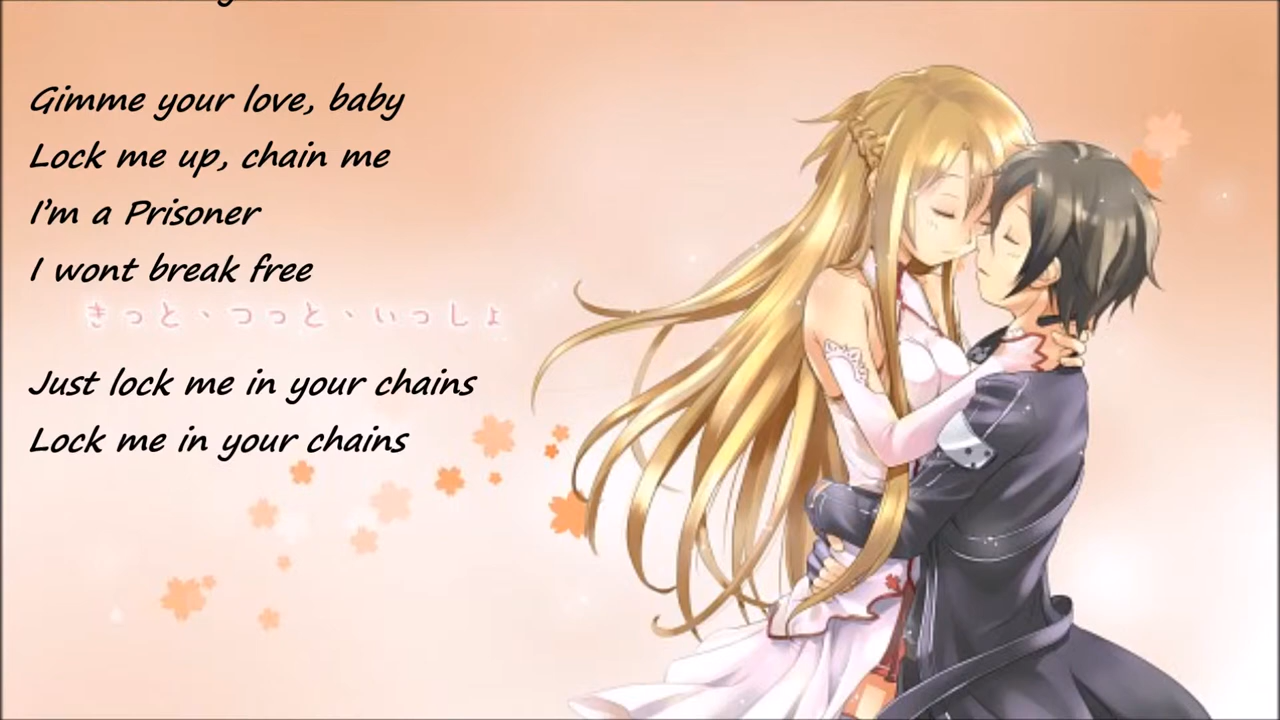 Gimme your love, baby
Lock me up, chain me
I'm a Prisoner
I wont break free
きっと、つっと、いっしょ
Just lock me in your chains
Lock me in your chains